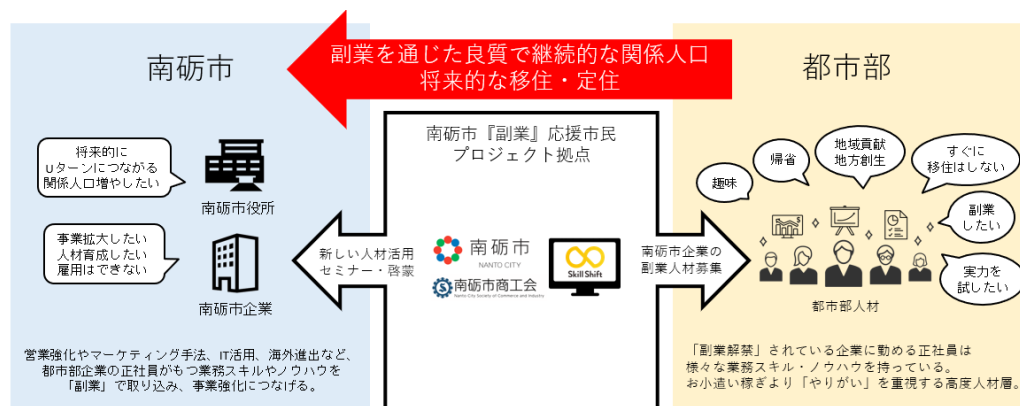 南砺市
副業を通じた良質で継続的な関係人口
将来的な移住・定住
都市部
将来的に
Uターンにつながる
関係人口増やしたい
南砺市役所
事業拡大したい
人材育成したい
雇用はできない
南砺市企業
営業強化やマーケティング手法、IT活用、海外進出など、
都市部企業の正社員がもつ業務スキルやノウハウを
「副業」で取り込み、事業強化につなげる。
南砺市『副業』応援市民
プロジェクト拠点
新しい人材活用
セミナー・啓蒙
南砺市
NANTO CITY
南砺市商工会
Nanto City Society of Commerce and Industry
Skill Shift
南砺市企業の
副業人材募集
趣味
帰省
地域貢献
地方創生
すぐに
移住はしない
副業
したい
実力を
試したい
都市部人材
「副業解禁」されている企業に勤める正社員は
様々な業務スキル・ノウハウを持っている。
お小遣い稼ぎより「やりがい」を重視する高度人材層。